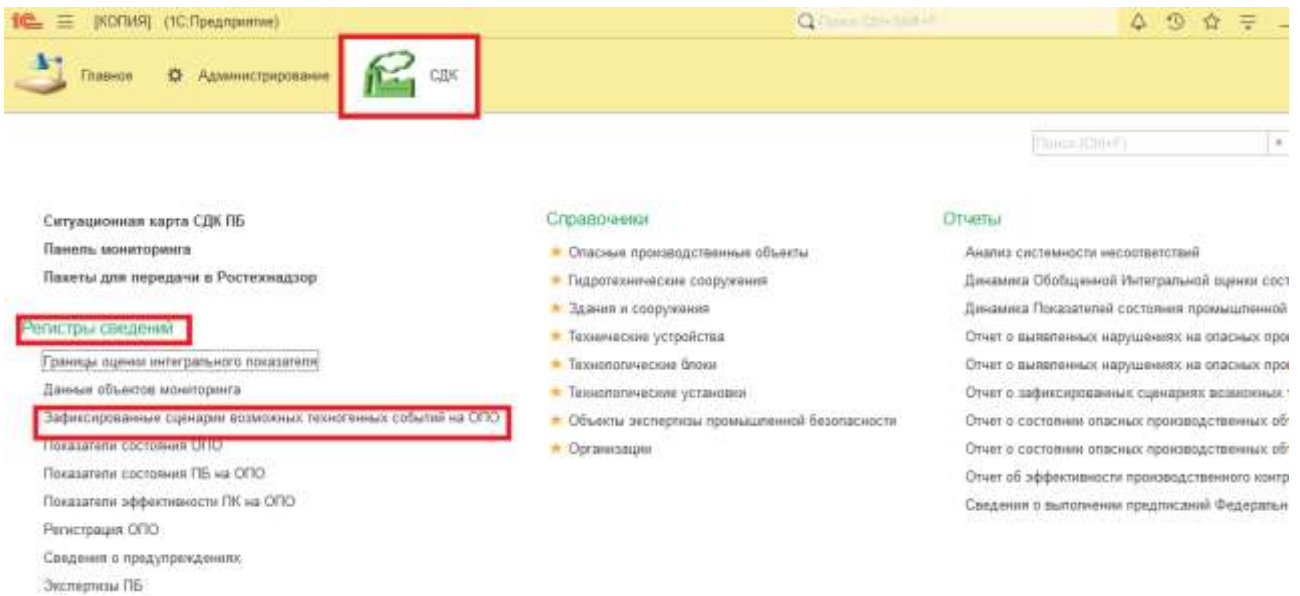 [КОПИЯ] (1С:Предприятие)
Поиск Ctrl+Shift+F
Главное
Администрирование
СДК
Поиск (Ctrl+F)
Ситуационная карта СДК ПБ
Панель мониторинга
Пакеты для передачи в Ростехнадзор
Регистры сведений
Границы оценки интегрального показателя
Данные объектов мониторинга
Зафиксированные сценарии возможных техногенных событий на ОПО
Показатели состояния ОПО
Показатели состояния ПБ на ОПО
Показатели эффективности ПК на ОПО
Регистрация ОПО
Сведения о предупреждениях
Экспертизы ПБ
Справочники
Опасные производственные объекты
Гидротехнические сооружения
Здания и сооружения
Технические устройства
Технологические блоки
Технологические установки
Объекты экспертизы промышленной безопасности
Организации
Отчеты
Анализ системности несоответствий
Динамика Обобщенной Интегральной оценки сост
Динамика Показателей состояния промышленной
Отчет о выявленных нарушениях на опасных про
Отчет о выявленных нарушениях на опасных про
Отчет о зафиксированных сценариях возможных
Отчет о состоянии опасных производственных об
Отчет о состоянии опасных производственных об
Отчет об эффективности производственного контр
Сведения о выполнении предписаний Федеральн